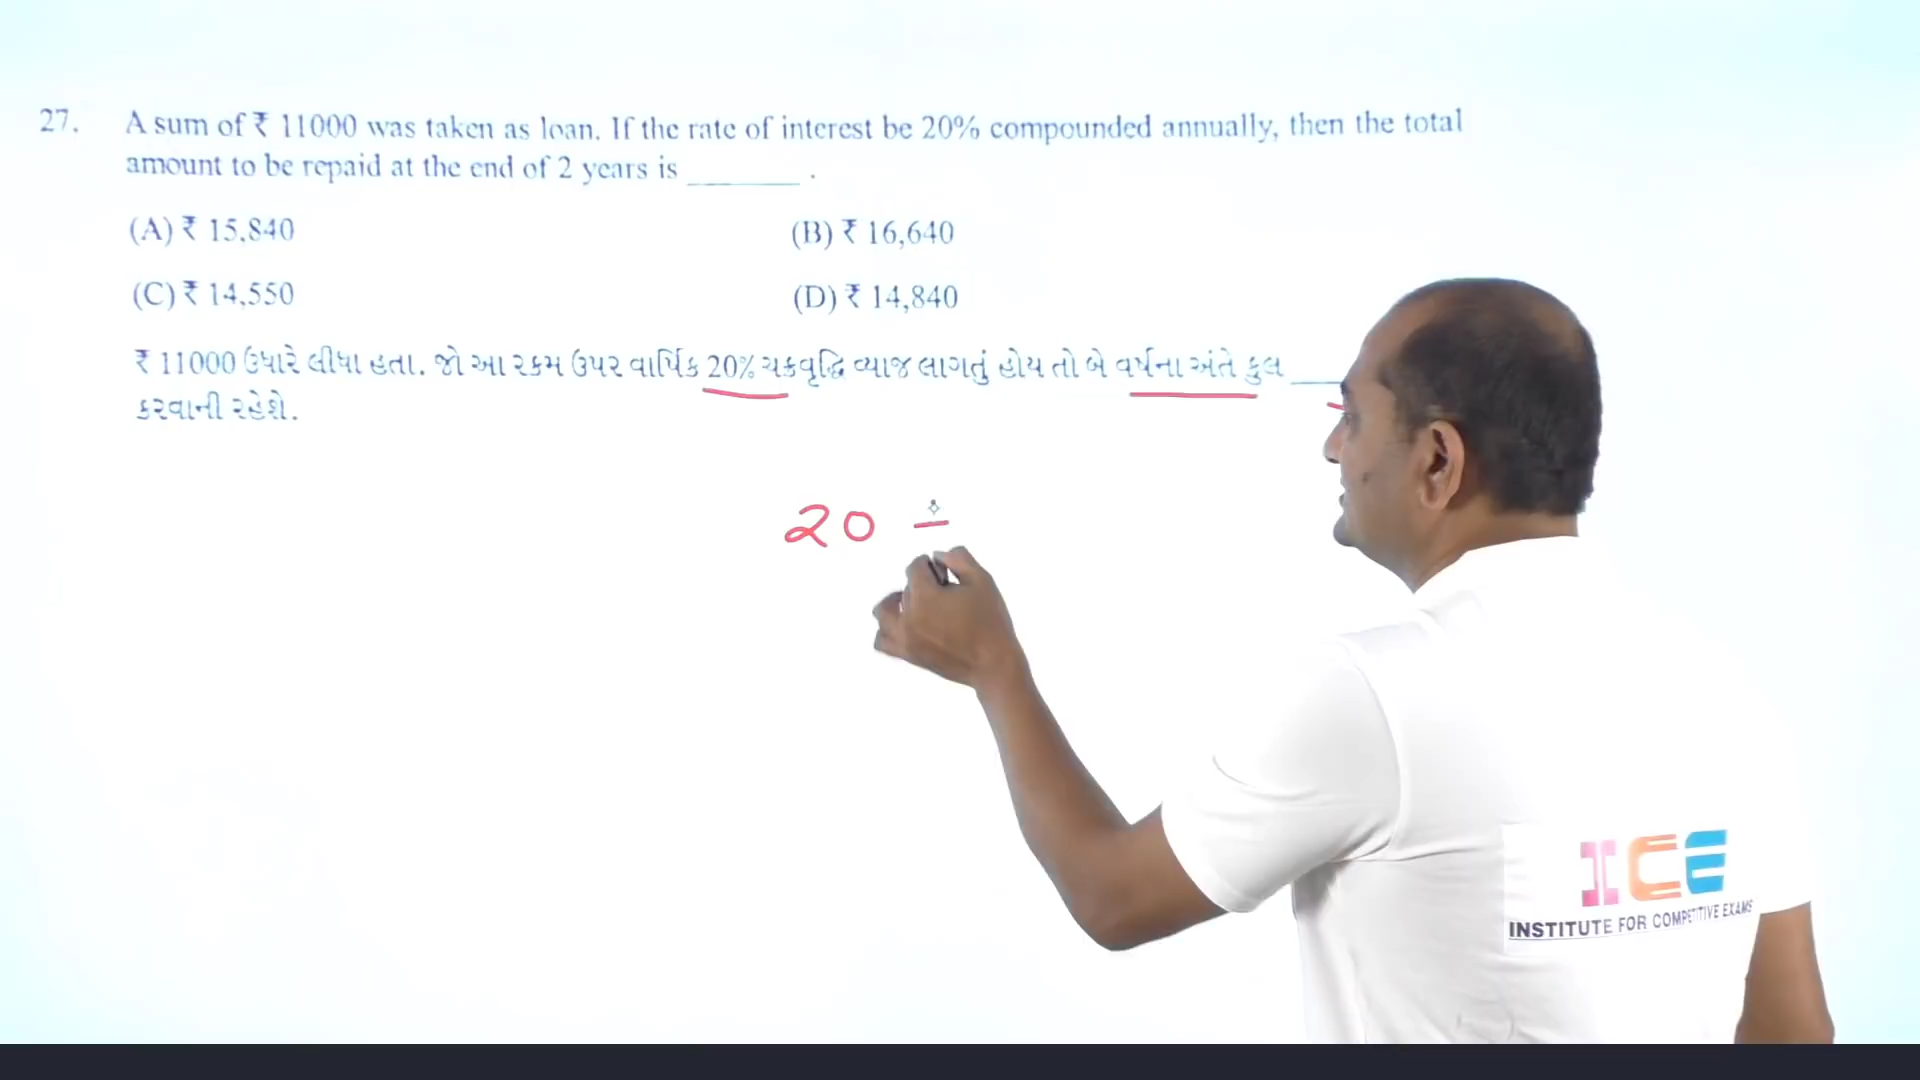 27. A sum of ₹ 11000 was taken as loan. If the rate of interest be 20% compounded annually, then the total
amount to be repaid at the end of 2 years is ______ .
(A) ₹ 15,840 (B) ₹ 16,640
(C) ₹ 14,550 (D) ₹ 14,840
₹ 11000 ઉધારે લીધા હતા. જો આ રકમ ઉપર વાર્ષિક 20% ચક્રવૃદ્ધિ વ્યાજ લાગતું હોય તો બે વર્ષના અંતે કુલ ___
કરવાની રહેશે.
20
ICE
INSTITUTE FOR COMPETITIVE EXAMS